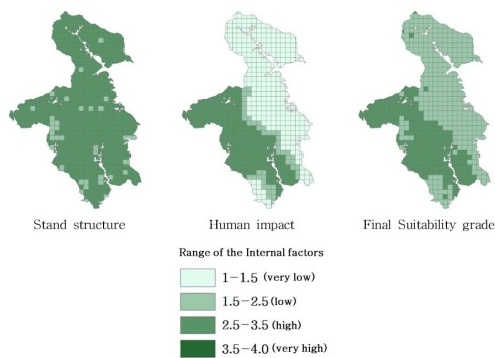 Stand structure
Human impact
Final Suitability grade
Range of the Internal factors
1-1.5 (very low)
1.5-2.5 (low)
2.5-3.5 (high)
3.5-4.0 (very high)